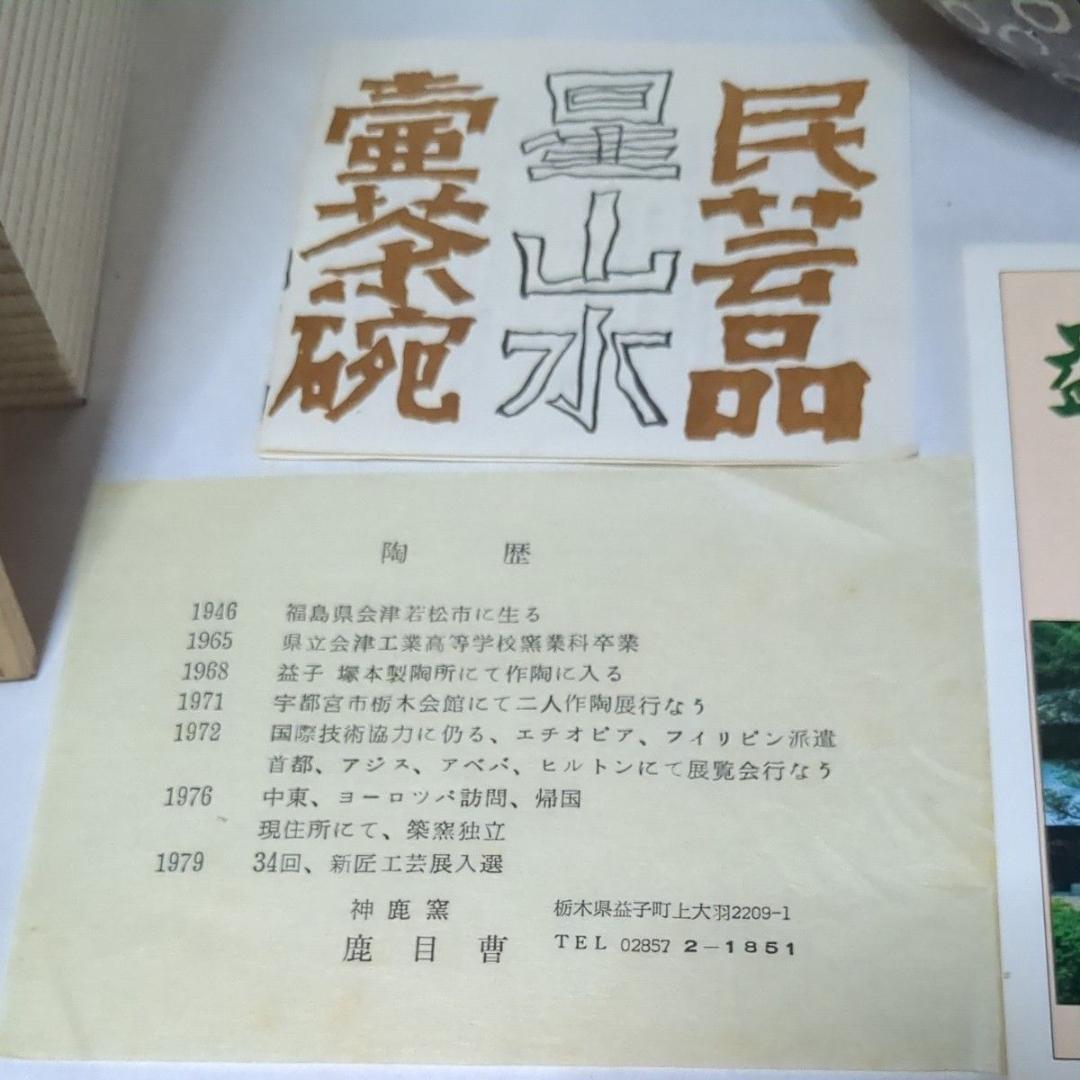 民芸品
星山水
壷茶碗
陶歴
1946 福島県会津若松市に生る
1965 県立会津工業高等学校窯業科卒業
1968 益子 塚本製陶所にて作陶に入る
1971 宇都宮市栃木会館にて二人作陶展行なう
1972 国際技術協力に仍る、エチオピア、フィリピン派遣
首都、アジス、アベバ、ヒルトンにて展覧会行なう
1976 中東、ヨーロツパ訪問、帰国
現住所にて、築窯独立
1979 34回、新匠工芸展入選
神鹿窯 栃木県益子町上大羽2209-1
鹿目曹 TEL 02857 2-1851